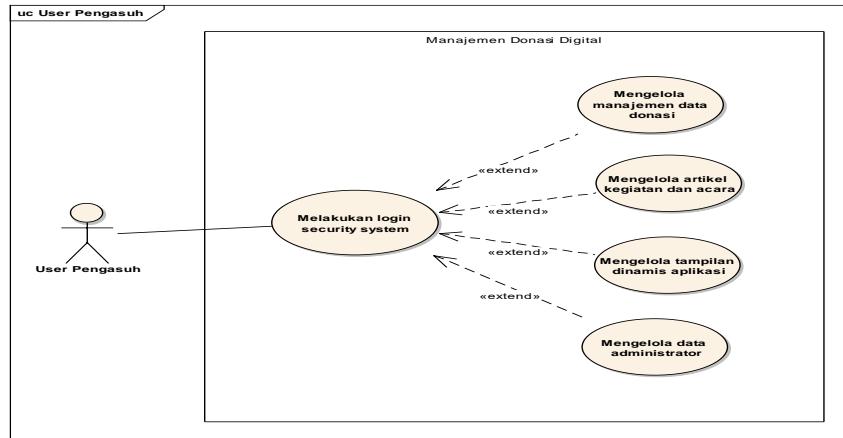 uc User Pengasuh
Manajemen Donasi Digital
Mengelola
manajemen data
donasi
«extend»
Mengelola artikel
kegiatan dan acara
«extend»
Melakukan login
security system
User Pengasuh
«extend»
Mengelola tampilan
dinamis aplikasi
«extend»
Mengelola data
administrator